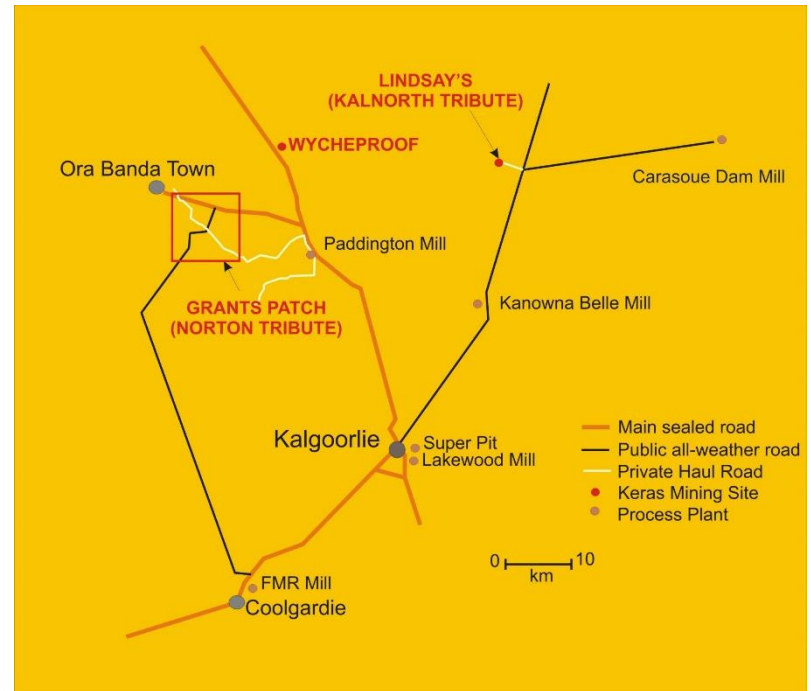 LINDSAY'S
(KALNORTH TRIBUTE)
WYCHEPROOF
Ora Banda Town
Carasoue Dam Mill
Paddington Mill
GRANTS PATCH
(NORTON TRIBUTE)
Kanowna Belle Mill
Kalgoorlie
Super Pit
Lakewood Mill
Main sealed road
Public all-weather road
Private Haul Road
Keras Mining Site
Process Plant
0 10
km
FMR Mill
Coolgardie